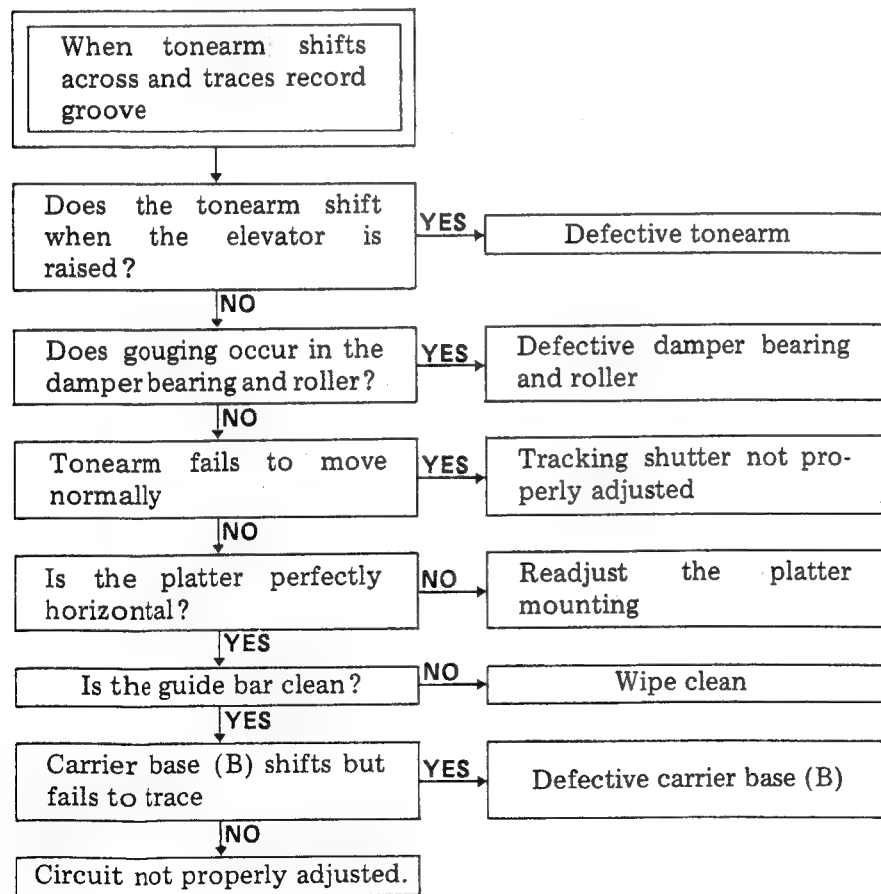 When tonearm shifts
across and traces record
groove
Does the tonearm shift
when the elevator is
raised?
YES
Defective tonearm
NO
Does gouging occur in the
damper bearing and roller?
YES
Defective damper bearing
and roller
NO
Tonearm fails to move
normally
YES
Tracking shutter not pro-
perly adjusted
NO
Is the platter perfectly
horizontal?
NO
Readjust the platter
mounting
YES
Is the guide bar clean?
NO
Wipe clean
YES
Carrier base (B) shifts but
fails to trace
YES
Defective carrier base (B)
NO
Circuit not properly adjusted.